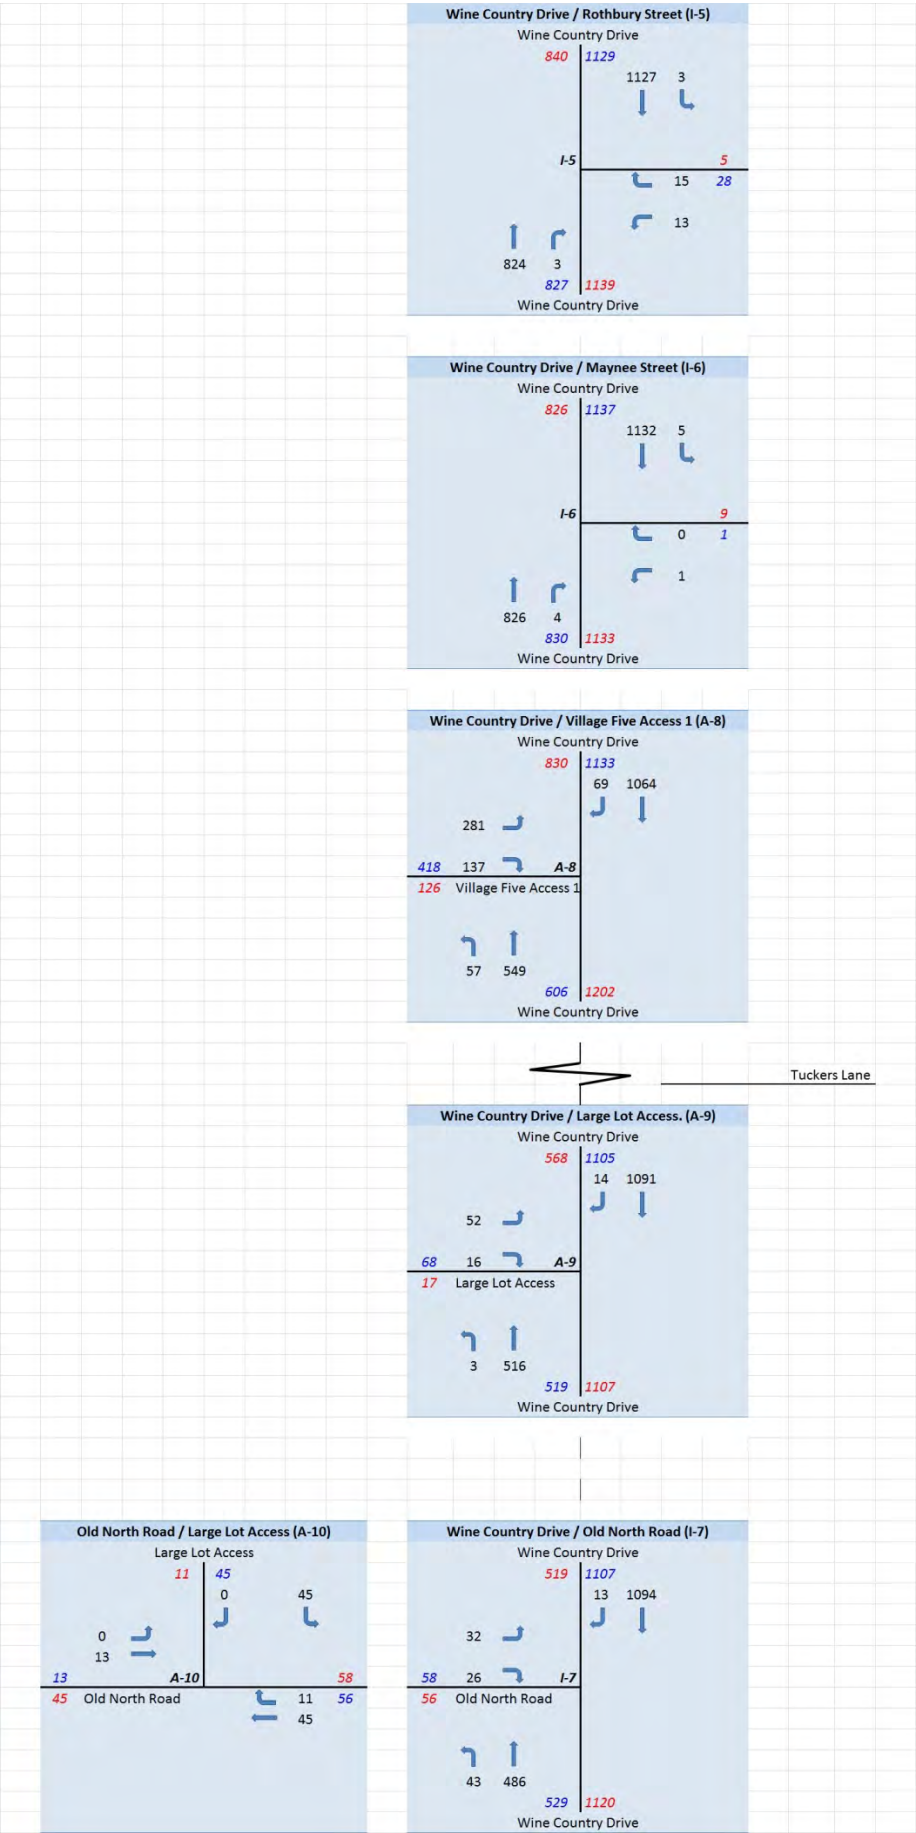 Wine Country Drive / Rothbury Street (I-5)
Wine Country Drive
840 1129
1127 3
I-5 5
15 28
13
824 3
827 1139
Wine Country Drive
Wine Country Drive / Maynee Street (I-6)
Wine Country Drive
826 1137
1132 5
I-6 9
0 1
1
826 4
830 1133
Wine Country Drive
Wine Country Drive / Village Five Access 1 (A-8)
Wine Country Drive
830 1133
69 1064
281
418 137 A-8
126 Village Five Access 1
57 549
606 1202
Wine Country Drive
Tuckers Lane
Wine Country Drive / Large Lot Access. (A-9)
Wine Country Drive
568 1105
14 1091
52
68 16 A-9
17 Large Lot Access
3 516
519 1107
Wine Country Drive
Old North Road / Large Lot Access (A-10)
Large Lot Access
11 45
0 45
0
13
13 A-10 58
45 Old North Road 11 56
45
Wine Country Drive / Old North Road (I-7)
Wine Country Drive
519 1107
13 1094
32
58 26 I-7
56 Old North Road
43 486
529 1120
Wine Country Drive